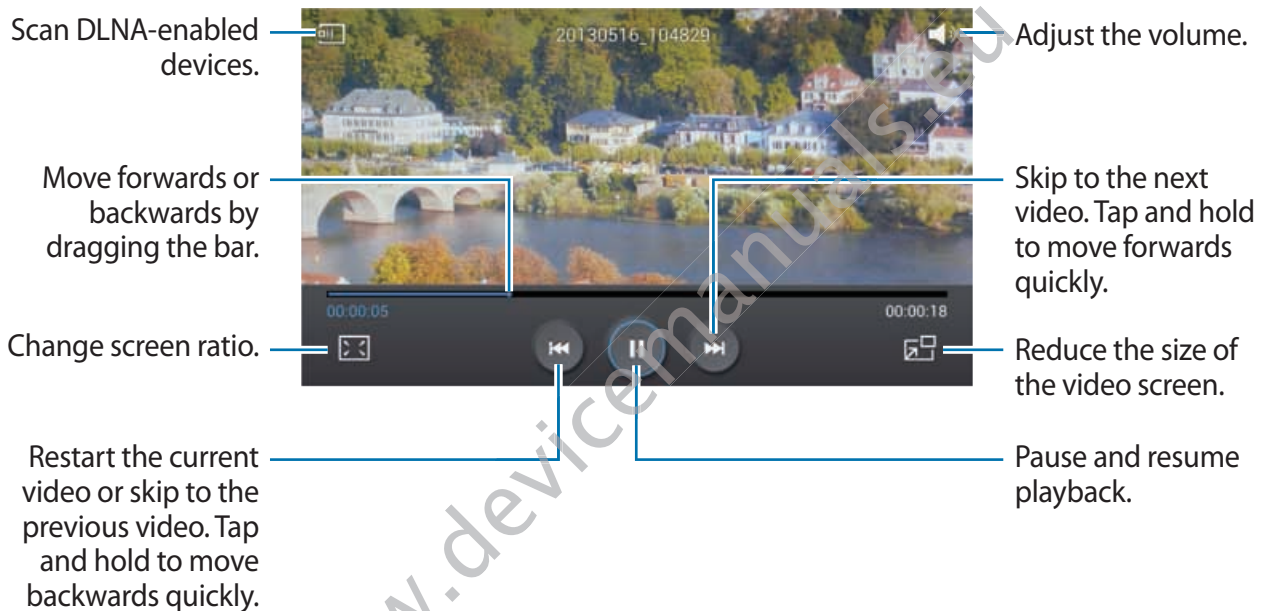 Scan DLNA-enabled
devices.
20130516_104829
Adjust the volume.
Move forwards or
backwards by
dragging the bar.
Skip to the next
video. Tap and hold
to move forwards
quickly.
00:00:05
00:00:18
Change screen ratio.
Reduce the size of
the video screen.
Restart the current
video or skip to the
previous video. Tap
and hold to move
backwards quickly.
Pause and resume
playback.
w.devicemanuals.eu